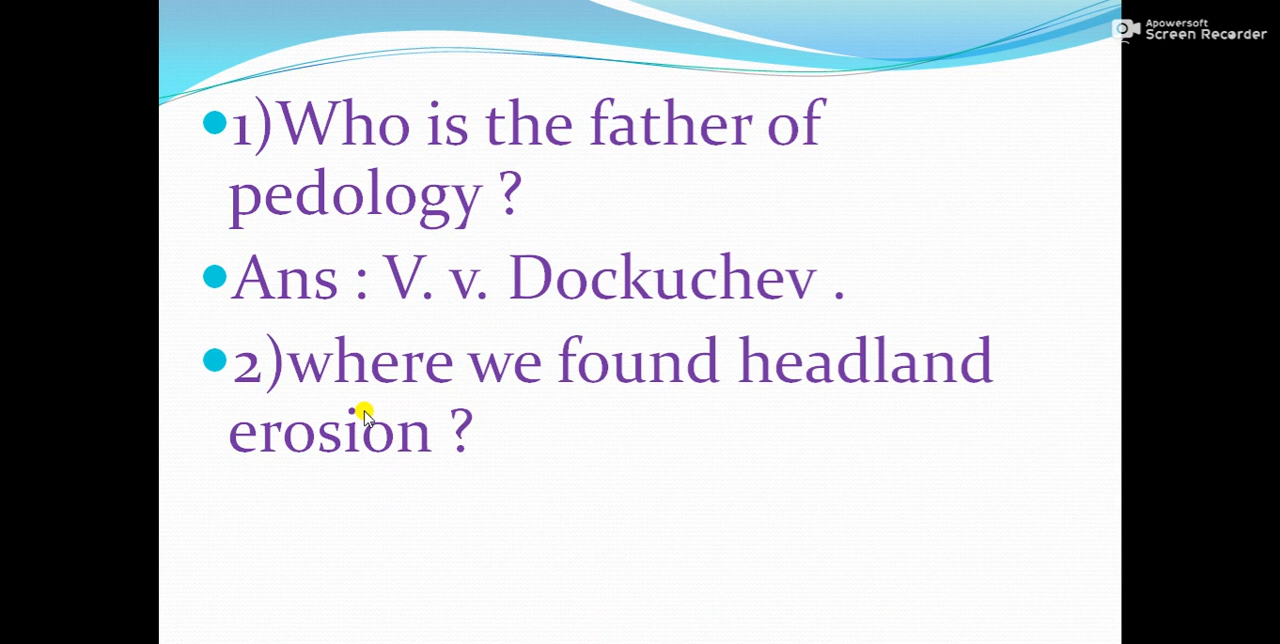 Apowersoft
Screen Recorder
•1)Who is the father of
pedology ?
•Ans : V. v. Dockuchev .
•2)where we found headland
erosion ?